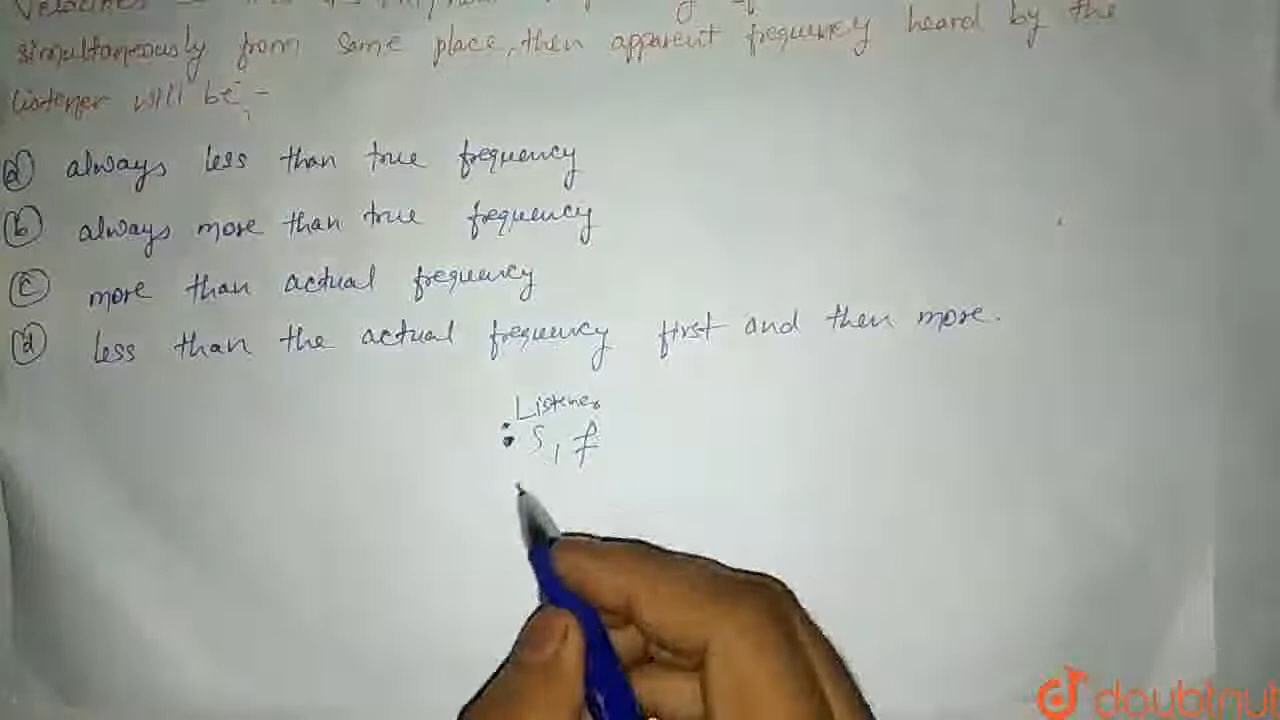 Velocities
simultaneously from same place, then apparent frequency heard by the
listener will be :-
(a) always less than true frequency
(b) always more than true frequency
(c) more than actual frequency
(d) less than the actual frequency first and then more.
Listener
S, f
doubtnut